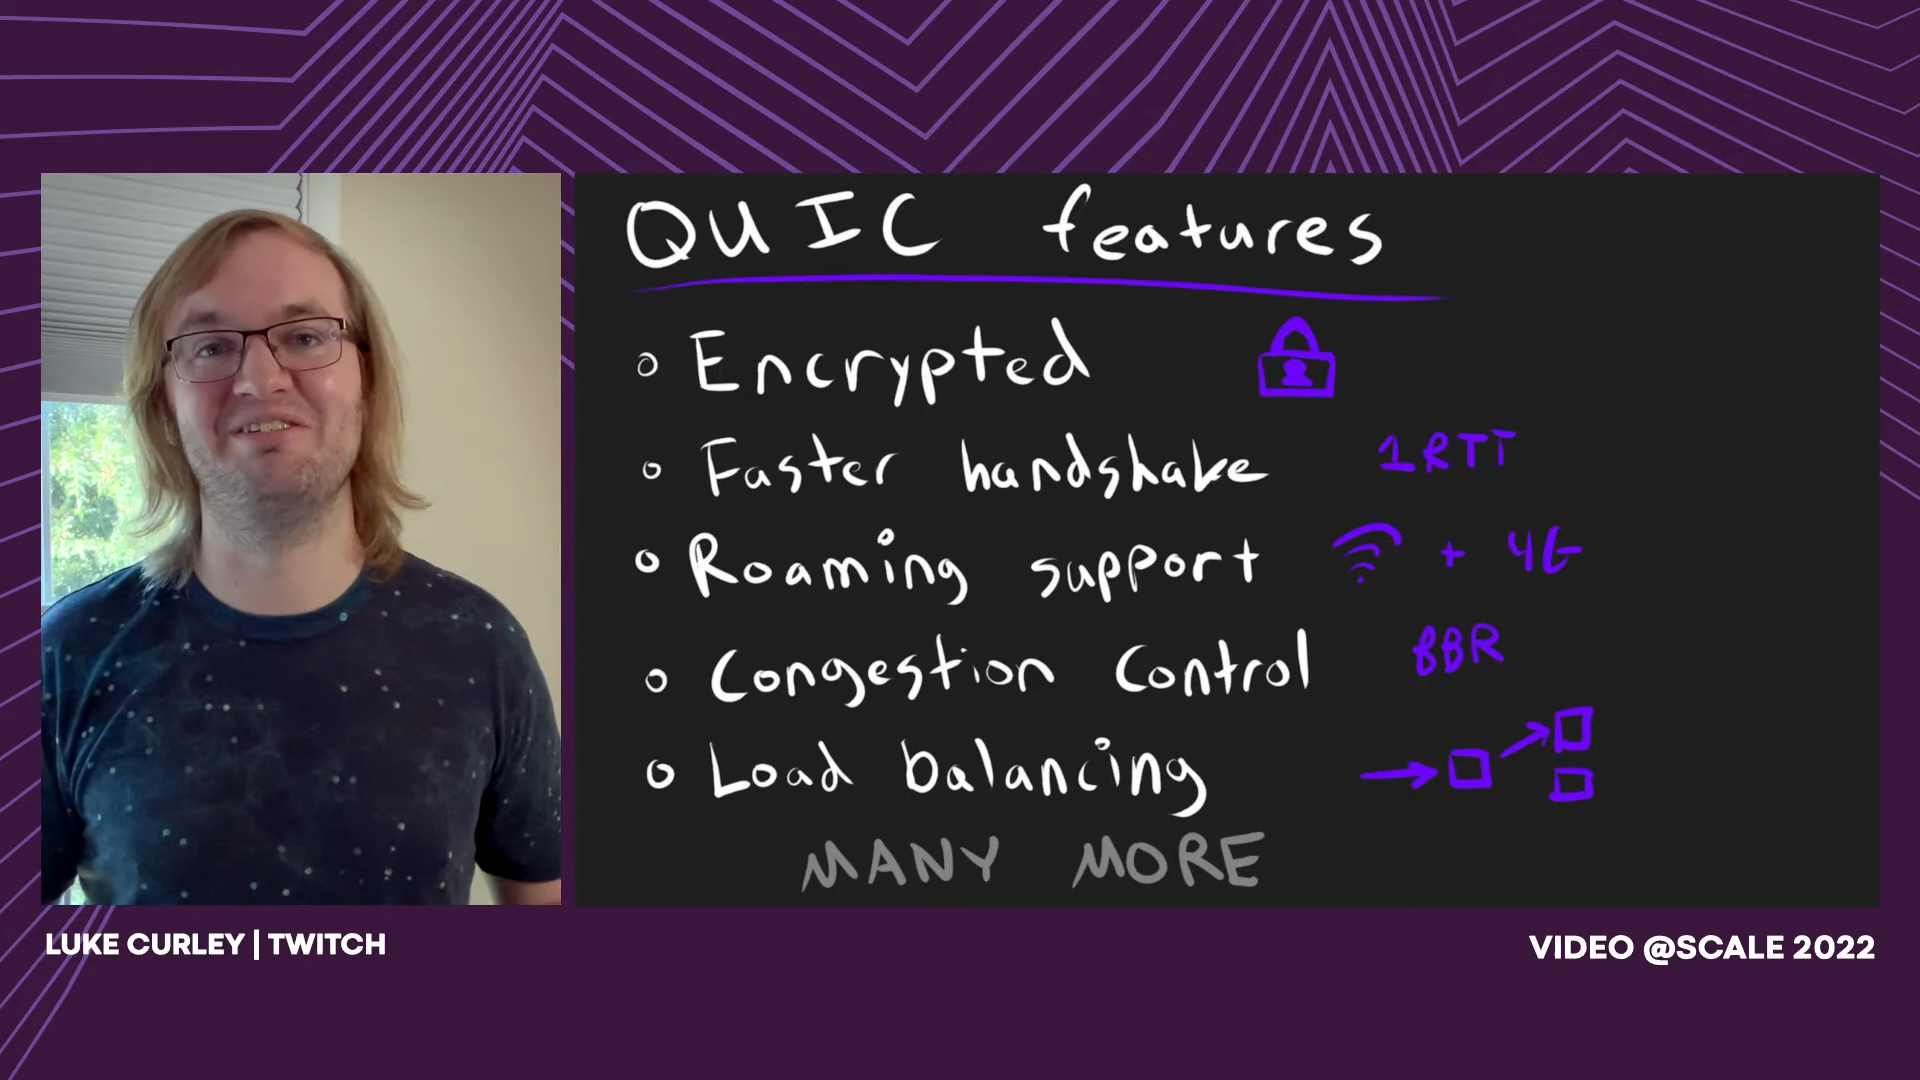 QUIC features
Encrypted
Faster handshake 1RTT
Roaming support + 4G
Congestion Control BBR
Load balancing
MANY MORE
LUKE CURLEY | TWITCH
VIDEO @SCALE 2022